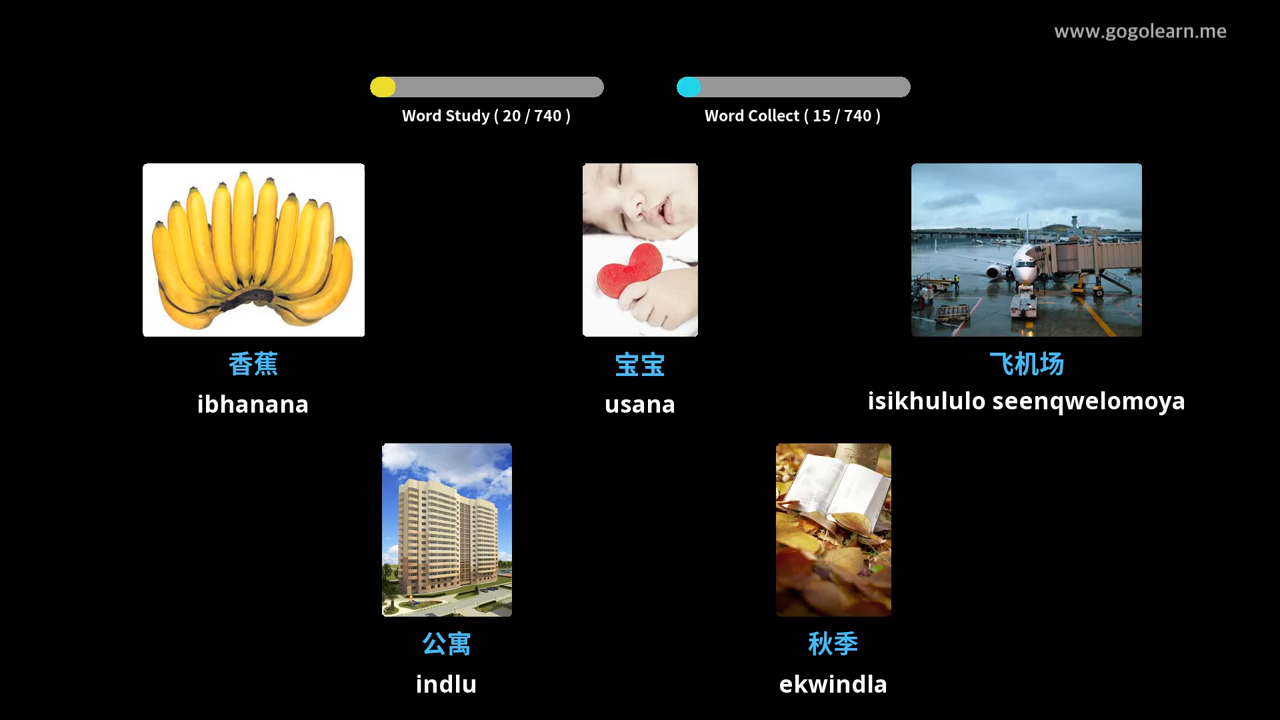 www.gogolearn.me
Word Study ( 20 / 740 )
Word Collect ( 15 / 740 )
香蕉
宝宝
飞机场
ibhanana
usana
isikhululo seenqwelomoya
公寓
秋季
indlu
ekwindla